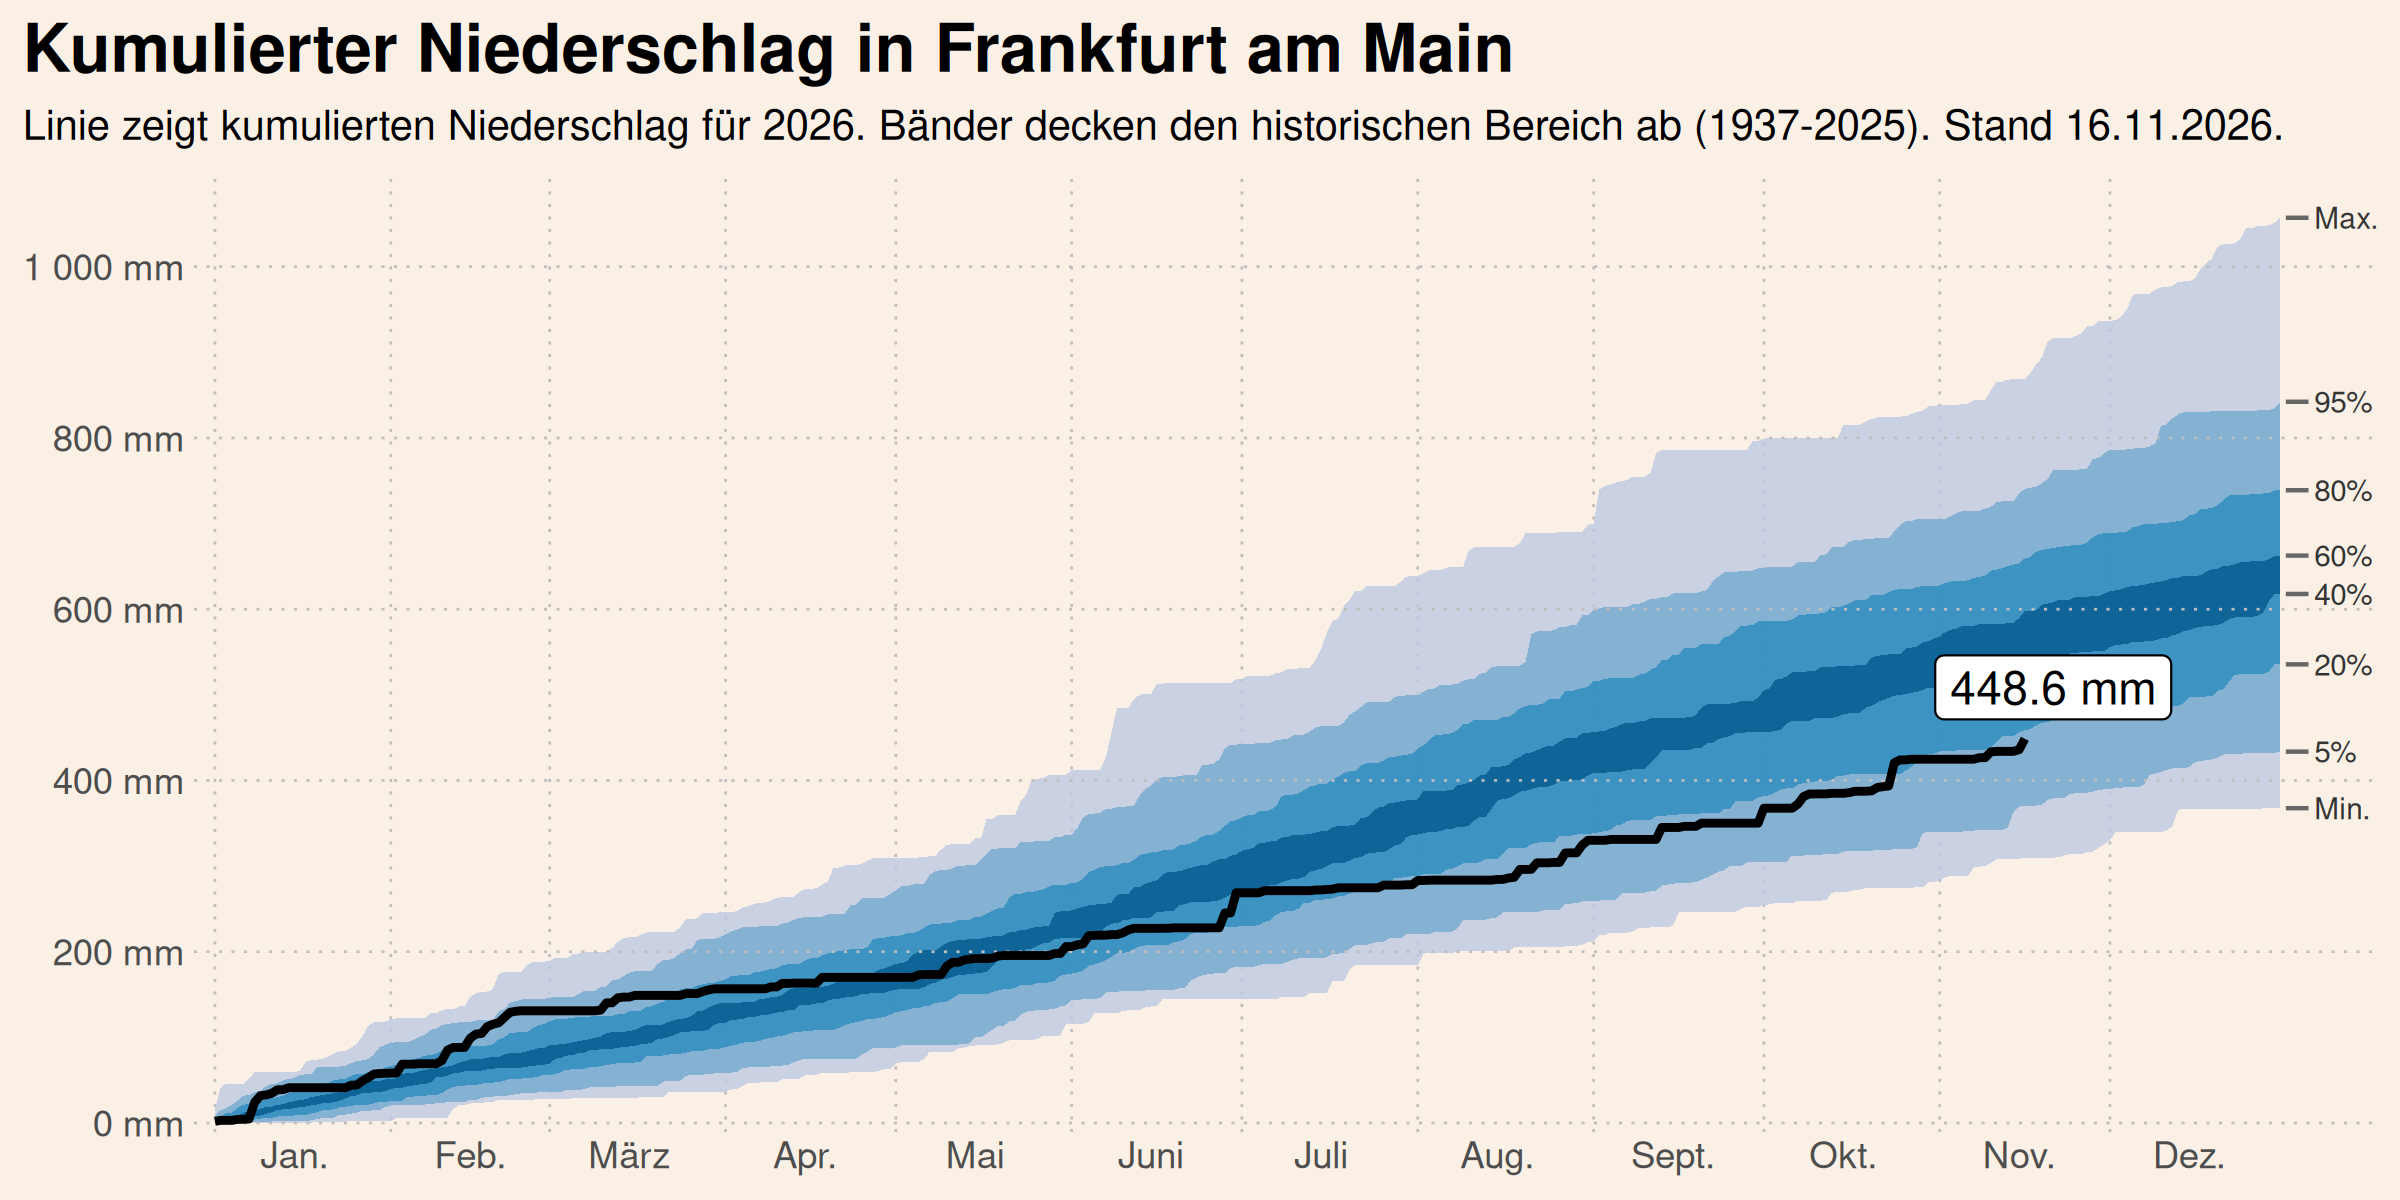 Kumulierter Niederschlag in Frankfurt am Main
Linie zeigt kumulierten Niederschlag für 2026. Bänder decken den historischen Bereich ab (1937-2025). Stand 16.11.2026.
Max.
1 000 mm
95%
800 mm
80%
60%
40%
600 mm
20%
448.6 mm
5%
400 mm
Min.
200 mm
0 mm
Jan. Feb. März Apr. Mai Juni Juli Aug. Sept. Okt. Nov. Dez.